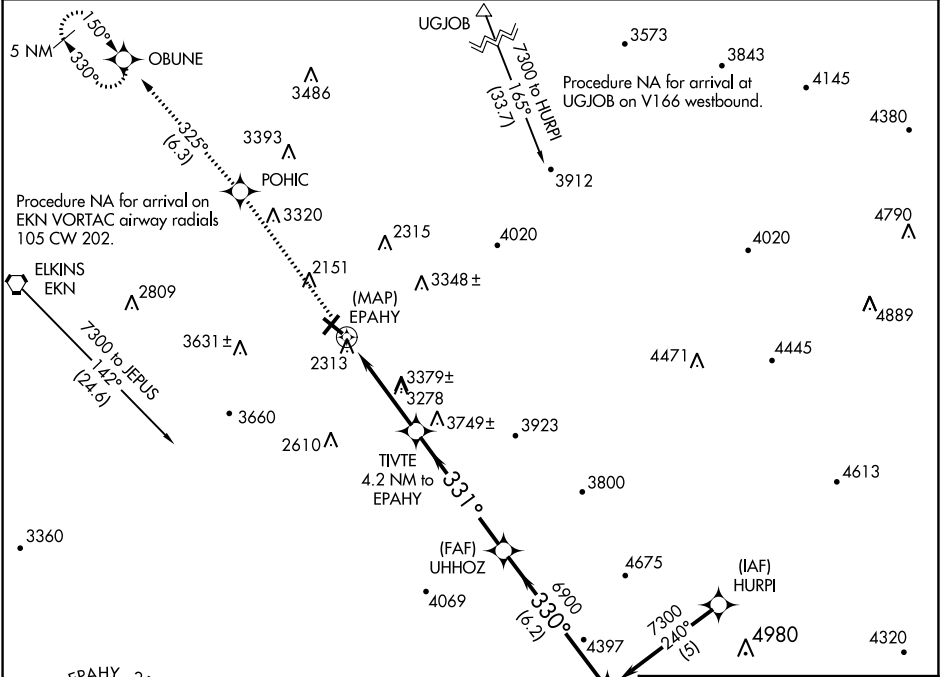 150°
5 NM
330°
OBUNE
UGJOB
3573
3843
7300 to HURPI
165°
(33.7)
Procedure NA for arrival at
UGJOB on V166 westbound.
4145
4380
3486
325°
(6.3)
3393
POHIC
3912
Procedure NA for arrival on
EKN VORTAC airway radials
105 CW 202.
3320
2315
4020
4020
4790
ELKINS
EKN
2151
3348 ±
2809
(MAP)
EPAHY
4889
7300 to JEPUS
142°
(24.6)
3631 ±
2313
4471
4445
3379±
3278
3660
3749±
3923
2610
TIVTE
4.2 NM to
EPAHY
331°
3800
4613
3360
(FAF)
UHHOZ
4675
(IAF)
HURPI
4069
6900
330°
(6.2)
7300
240°
(5)
4397
4980
4320
EPAHY